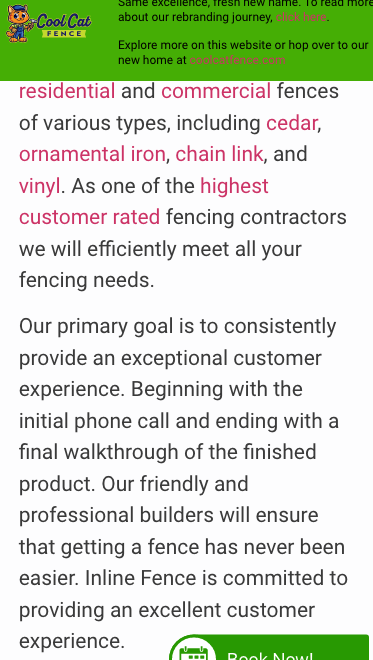 Same excellence, fresh new name. To read more
about our rebranding journey, click here.
Explore more on this website or hop over to our
new home at coolcatfence.com
Cool Cat
FENCE
residential and commercial fences
of various types, including cedar,
ornamental iron, chain link, and
vinyl. As one of the highest
customer rated fencing contractors
we will efficiently meet all your
fencing needs.
Our primary goal is to consistently
provide an exceptional customer
experience. Beginning with the
initial phone call and ending with a
final walkthrough of the finished
product. Our friendly and
professional builders will ensure
that getting a fence has never been
easier. Inline Fence is committed to
providing an excellent customer
experience.
Book Now!